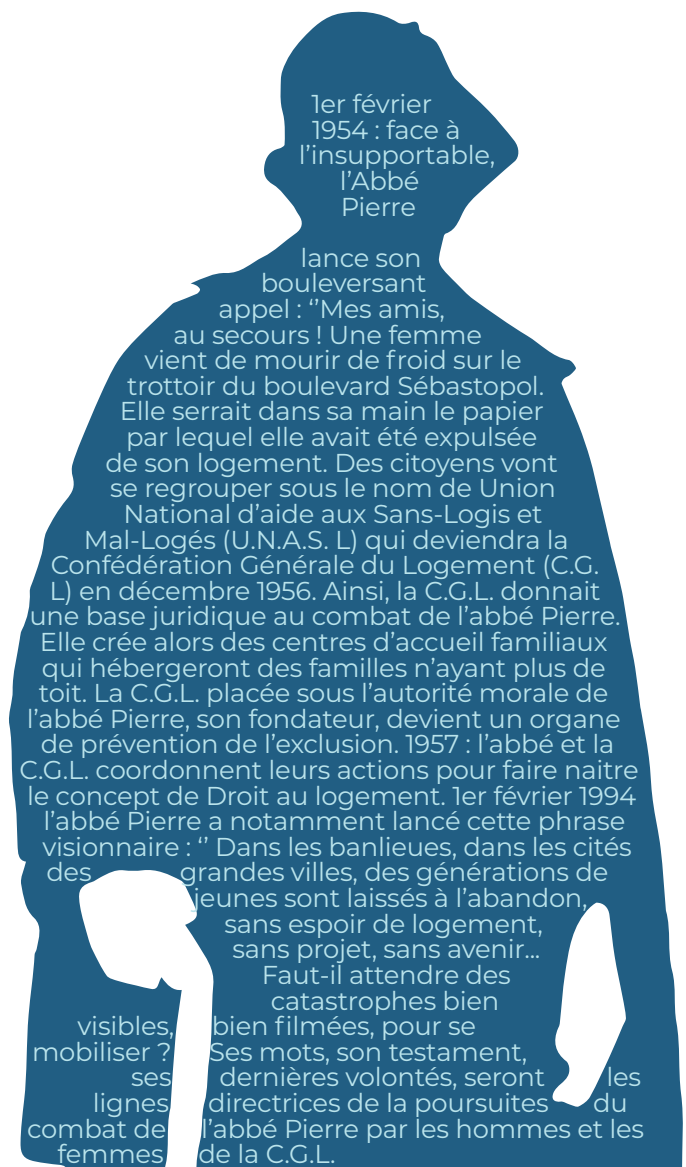 1er février
1954 : face à
l’insupportable,
l’Abbé
Pierre
lance son
bouleversant
appel : ‘’Mes amis,
au secours ! Une femme
vient de mourir de froid sur le
trottoir du boulevard Sébastopol.
Elle serrait dans sa main le papier
par lequel elle avait été expulsée
de son logement. Des citoyens vont
se regrouper sous le nom de Union
National d’aide aux Sans-Logis et
Mal-Logés (U.N.A.S. L) qui deviendra la
Confédération Générale du Logement (C.G.
L) en décembre 1956. Ainsi, la C.G.L. donnait
une base juridique au combat de l’abbé Pierre.
Elle crée alors des centres d’accueil familiaux
qui hébergeront des familles n’ayant plus de
toit. La C.G.L. placée sous l’autorité morale de
l’abbé Pierre, son fondateur, devient un organe
de prévention de l’exclusion. 1957 : l’abbé et la
C.G.L. coordonnent leurs actions pour faire naitre
le concept de Droit au logement. 1er février 1994
l’abbé Pierre a notamment lancé cette phrase
visionnaire : ‘’ Dans les banlieues, dans les cités
des grandes villes, des générations de
jeunes sont laissés à l’abandon,
sans espoir de logement,
sans projet, sans avenir...
Faut-il attendre des
catastrophes bien
visibles, bien filmées, pour se
mobiliser ? Ses mots, son testament,
ses dernières volontés, seront les
lignes directrices de la poursuites du
combat de l’abbé Pierre par les hommes et les
femmes de la C.G.L.